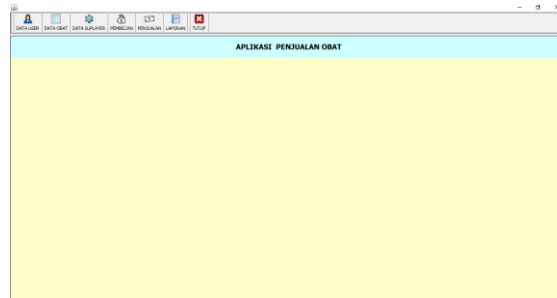 DATA USER DATA OBAT DATA SUPLAYER PEMBELIAN PENJUALAN LAPORAN TUTUP
APLIKASI PENJUALAN OBAT